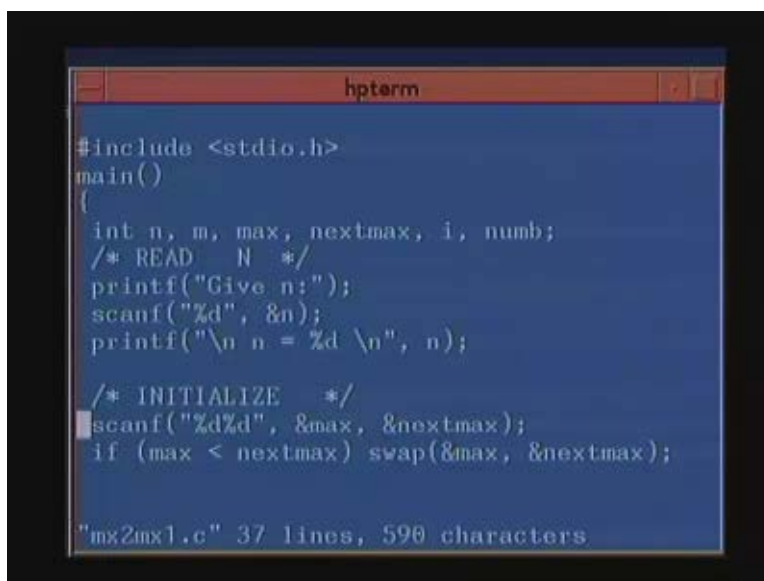 hpterm
#include <stdio.h>
main()
{
int n, m, max, nextmax, i, numb;
/* READ   N  */
printf("Give n:");
scanf("%d", &n);
printf("\n n = %d \n", n);
/* INITIALIZE   */
scanf("%d%d", &max, &nextmax);
if (max < nextmax) swap(&max, &nextmax);
"mx2mx1.c" 37 lines, 590 characters